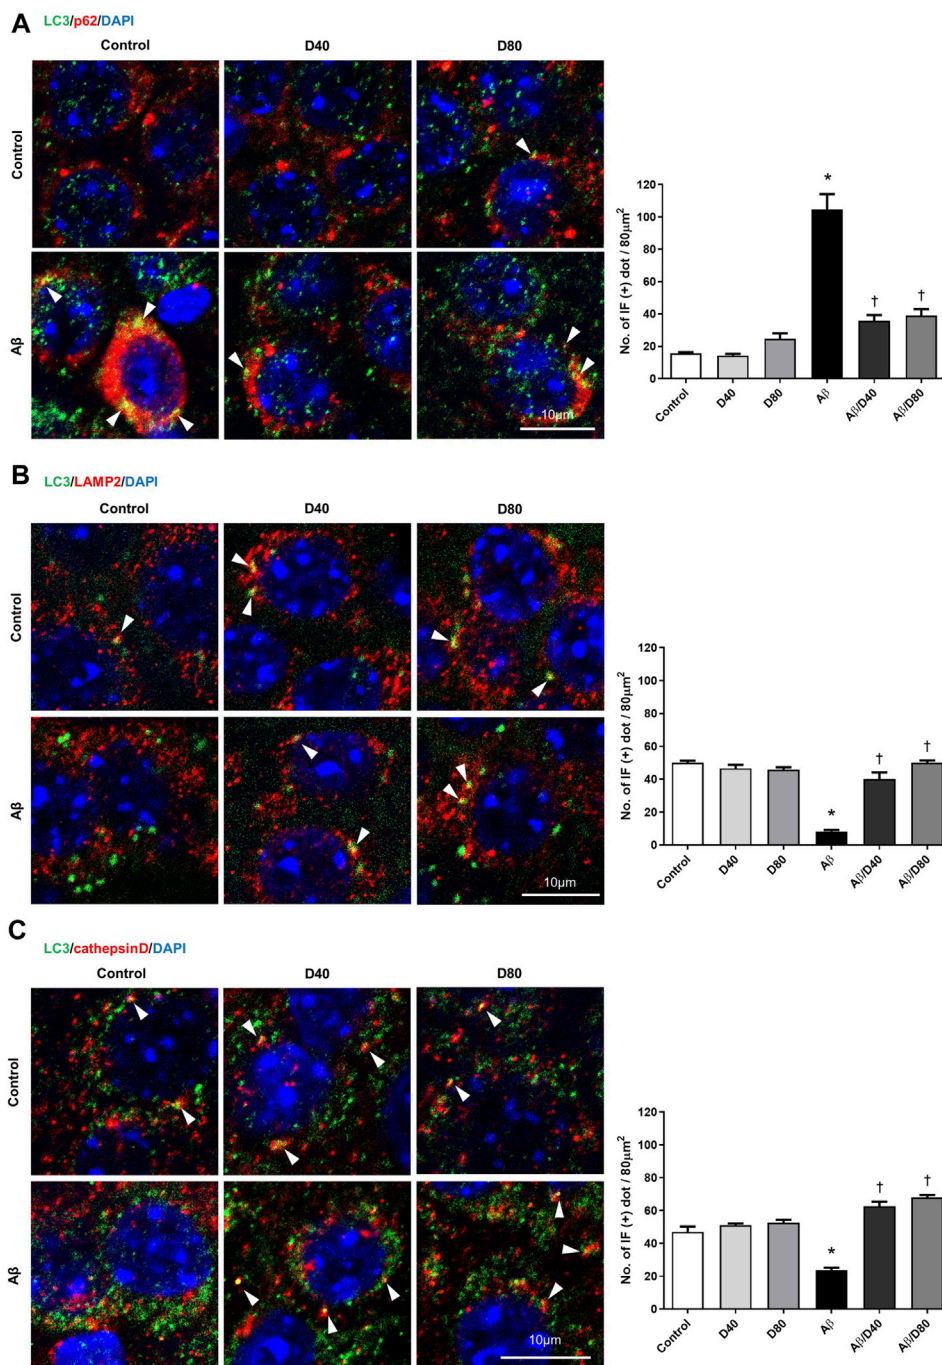 A
LC3/p62/DAPI
Control D40 D80
Control
Aβ
10μm
No. of IF (+) dot / 80μm²
120
100
80
60
40
20
0
*
†
†
Control D40 D80 Aβ Aβ/D40 Aβ/D80
B
LC3/LAMP2/DAPI
Control D40 D80
Control
Aβ
10μm
No. of IF (+) dot / 80μm²
120
100
80
60
40
20
0
*
†
†
Control D40 D80 Aβ Aβ/D40 Aβ/D80
C
LC3/cathepsinD/DAPI
Control D40 D80
Control
Aβ
10μm
No. of IF (+) dot / 80μm²
120
100
80
60
40
20
0
*
†
†
Control D40 D80 Aβ Aβ/D40 Aβ/D80